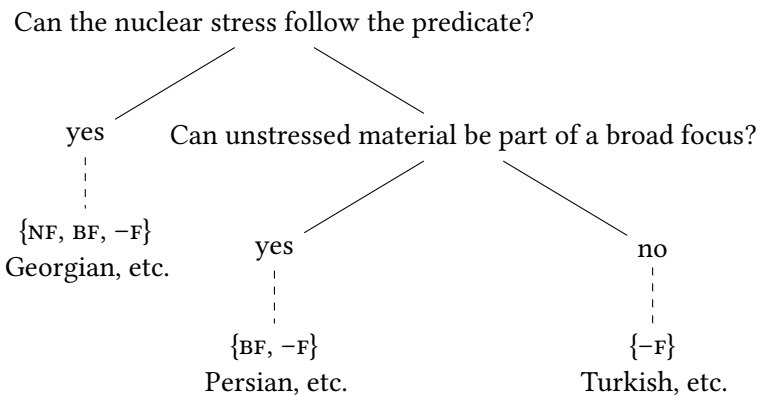 Can the nuclear stress follow the predicate?
yes
Can unstressed material be part of a broad focus?
{NF, BF, −F}
Georgian, etc.
yes
no
{BF, −F}
{−F}
Persian, etc.
Turkish, etc.